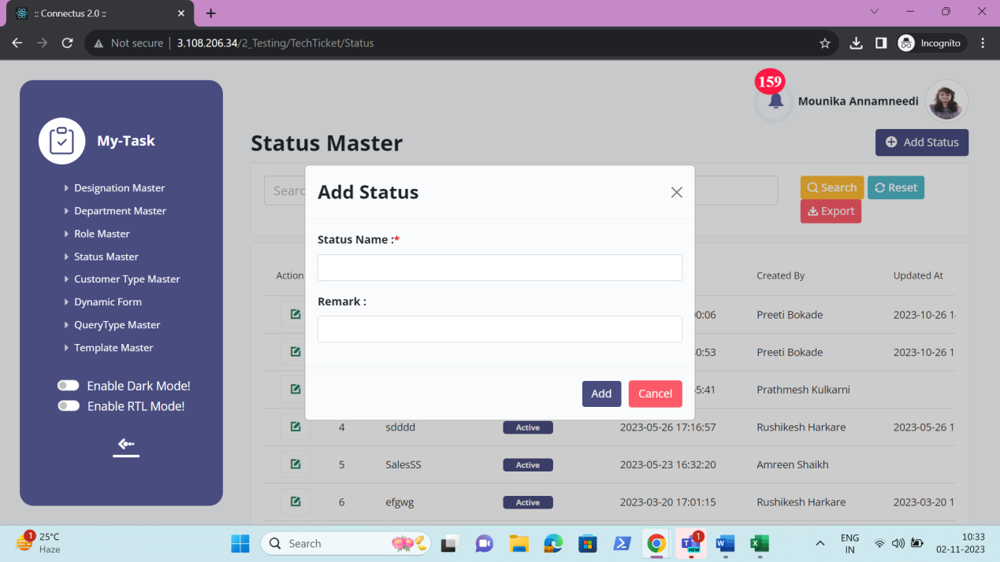 :: Connectus 2.0 ::
Not secure | 3.108.206.34/2_Testing/TechTicket/Status
Incognito
159
Mounika Annamneedi
My-Task
Designation Master
Department Master
Role Master
Status Master
Customer Type Master
Dynamic Form
QueryType Master
Template Master
Enable Dark Mode!
Enable RTL Mode!
Status Master
Add Status
Search
Reset
Export
Add Status
Status Name :*
Remark :
Add
Cancel
Action
Created By
Updated At
0:06
Preeti Bokade
2023-10-26 1
0:53
Preeti Bokade
2023-10-26 1
5:41
Prathmesh Kulkarni
4 sdddd Active 2023-05-26 17:16:57 Rushikesh Harkare 2023-05-26 1
5 SalesSS Active 2023-05-23 16:32:20 Amreen Shaikh
6 efgwg Active 2023-03-20 17:01:15 Rushikesh Harkare 2023-03-20 1
1
25°C
Haze
Search
1
NEW
ENG
IN
10:33
02-11-2023